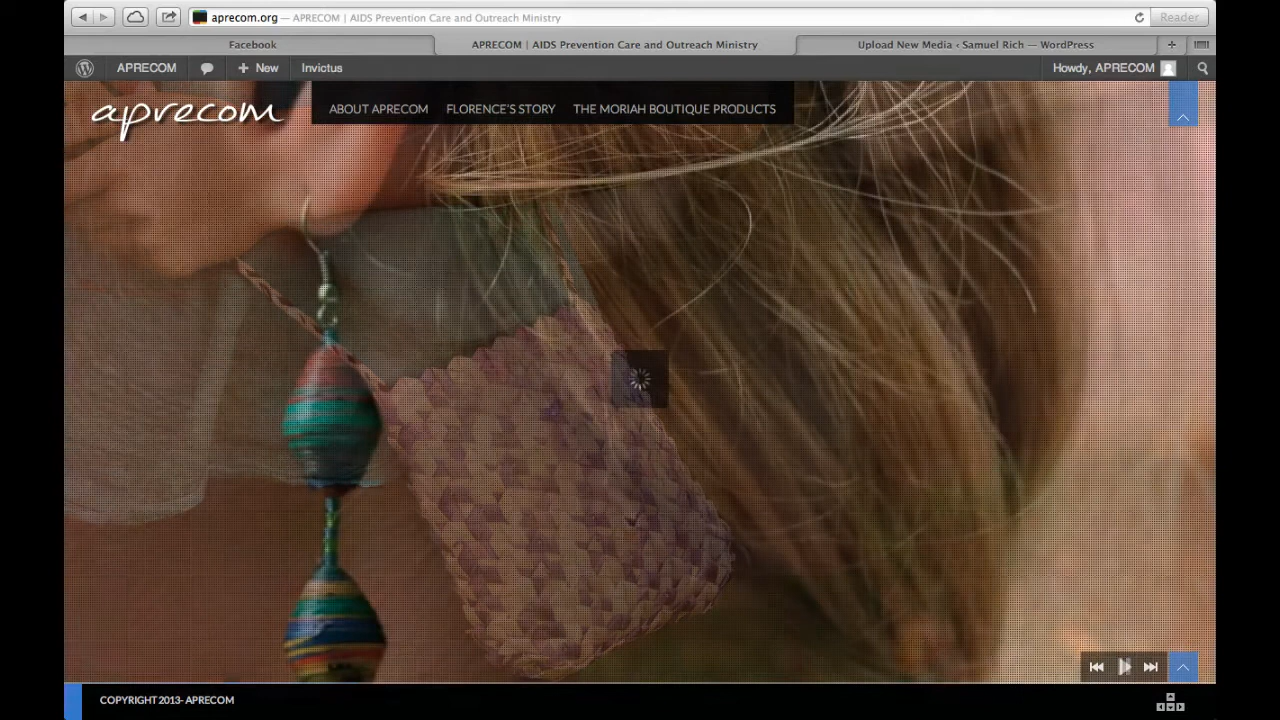 aprecom.org — APRECOM | AIDS Prevention Care and Outreach Ministry
Reader
Facebook
APRECOM | AIDS Prevention Care and Outreach Ministry
Upload New Media ‹ Samuel Rich — WordPress
+
APRECOM
+ New
Invictus
Howdy, APRECOM
aprecom
ABOUT APRECOM
FLORENCE'S STORY
THE MORIAH BOUTIQUE PRODUCTS
COPYRIGHT 2013- APRECOM